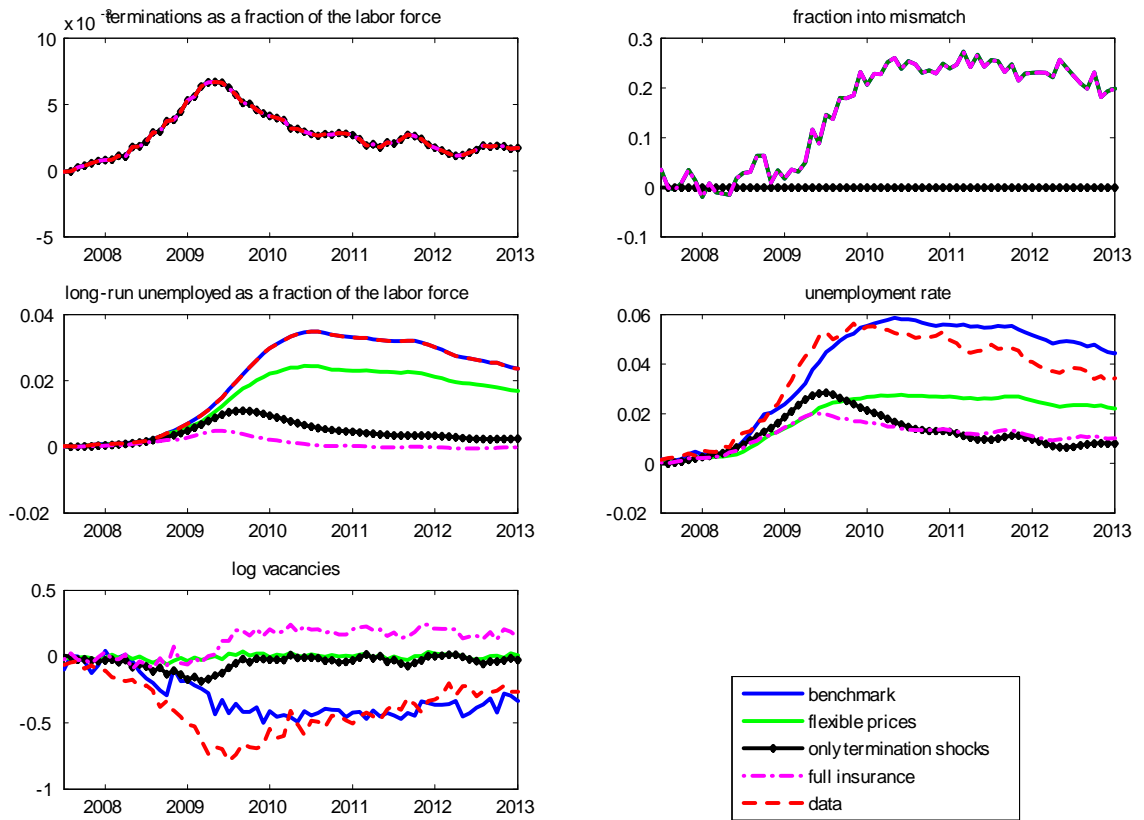 x 10⁻³
terminations as a fraction of the labor force
10
5
0
-5
2008 2009 2010 2011 2012 2013
fraction into mismatch
0.3
0.2
0.1
0
-0.1
2008 2009 2010 2011 2012 2013
long-run unemployed as a fraction of the labor force
0.04
0.02
0
-0.02
2008 2009 2010 2011 2012 2013
unemployment rate
0.06
0.04
0.02
0
-0.02
2008 2009 2010 2011 2012 2013
log vacancies
0.5
0
-0.5
-1
2008 2009 2010 2011 2012 2013
benchmark
flexible prices
only termination shocks
full insurance
data